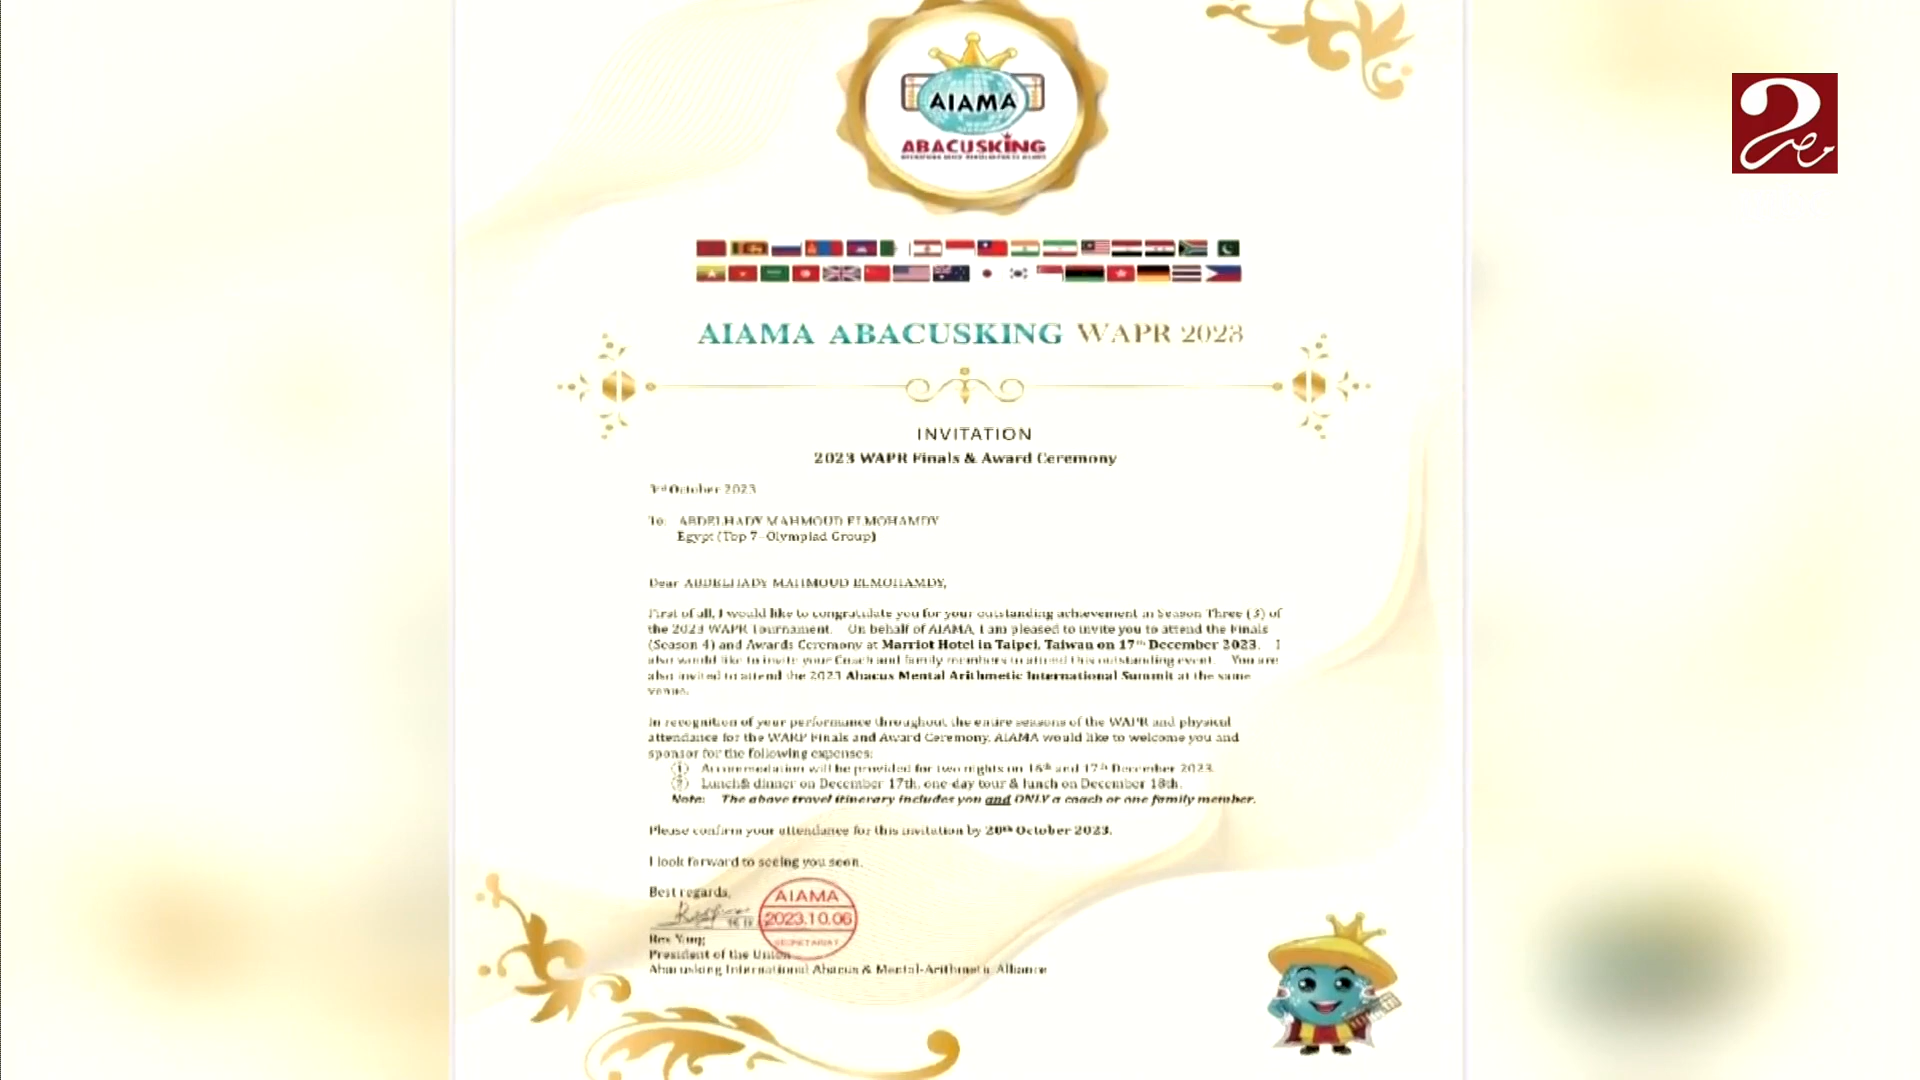 AIAMA
ABACUSKING
AIAMA ABACUSKING WAPR 2023
INVITATION
2023 WAPR Finals & Award Ceremony
3rd October 2023
To: ABDELHADY MAHMOUD ELMOHAMDY
Egypt (Top 7-Olympiad Group)
Dear ABDELHADY MAHMOUD ELMOHAMDY,
First of all, I would like to congratulate you for your outstanding achievement in Season Three (3) of
the 2023 WAPR Tournament. On behalf of AIAMA, I am pleased to invite you to attend the Finals
(Season 4) and Awards Ceremony at Marriot Hotel in Taipei, Taiwan on 17th December 2023. I
also would like to invite your Coach and family members to attend this outstanding event. You are
also invited to attend the 2023 Abacus Mental Arithmetic International Summit at the same
venue.
In recognition of your performance throughout the entire seasons of the WAPR and physical
attendance for the WARP Finals and Award Ceremony, AIAMA would like to welcome you and
sponsor for the following expenses:
① Accommodation will be provided for two nights on 16th and 17th December 2023.
② Lunch& dinner on December 17th, one-day tour & lunch on December 18th.
Note: The above travel itinerary includes you and ONLY a coach or one family member.
Please confirm your attendance for this invitation by 20th October 2023.
I look forward to seeing you soon.
Best regards,
AIAMA
2023.10.06
SECRETARIAT
Rex Yang
President of the Union
Abacusking International Abacus & Mental-Arithmetic Alliance